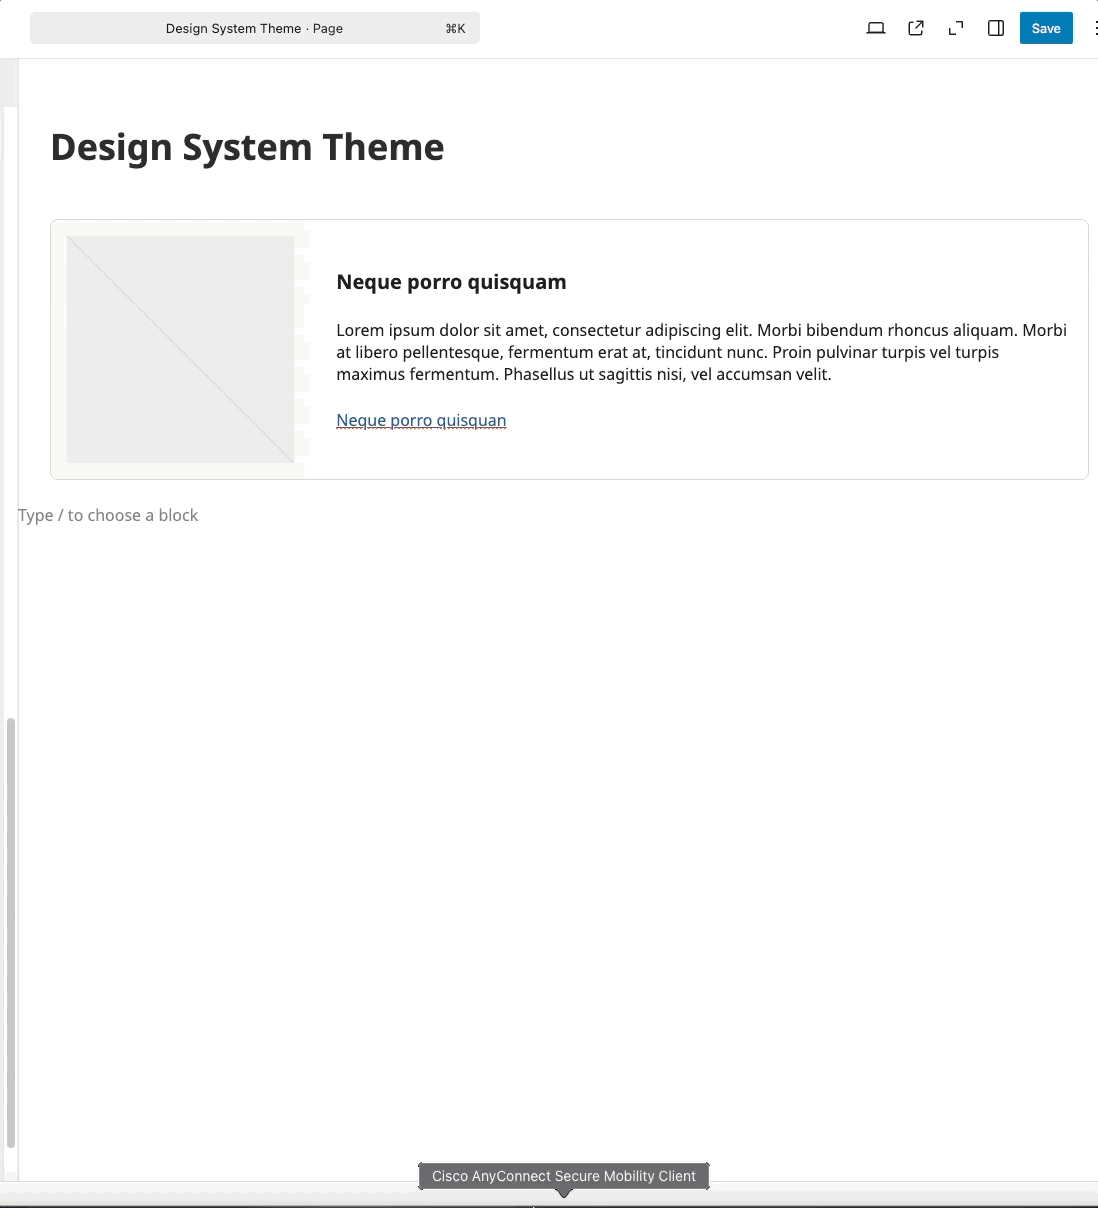 Design System Theme · Page ⌘K
Save
Design System Theme
Neque porro quisquam
Lorem ipsum dolor sit amet, consectetur adipiscing elit. Morbi bibendum rhoncus aliquam. Morbi
at libero pellentesque, fermentum erat at, tincidunt nunc. Proin pulvinar turpis vel turpis
maximus fermentum. Phasellus ut sagittis nisi, vel accumsan velit.
Neque porro quisquan
Type / to choose a block
Cisco AnyConnect Secure Mobility Client